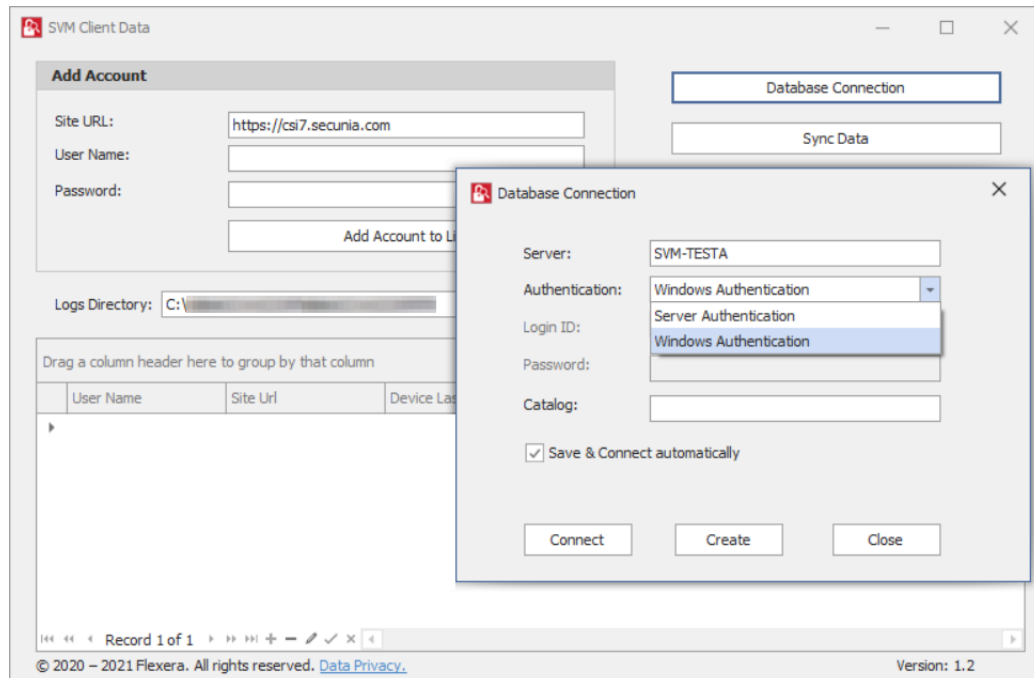 SVM Client Data
Add Account
Database Connection
Site URL:
https://csi7.secunia.com
Sync Data
User Name:
Password:
Add Account to Li
Logs Directory: C:\
Drag a column header here to group by that column
User Name Site Url Device Las
Record 1 of 1
© 2020 – 2021 Flexera. All rights reserved. Data Privacy.
Version: 1.2
Database Connection
Server: SVM-TESTA
Authentication: Windows Authentication
Server Authentication
Windows Authentication
Login ID:
Password:
Catalog:
Save & Connect automatically
Connect Create Close